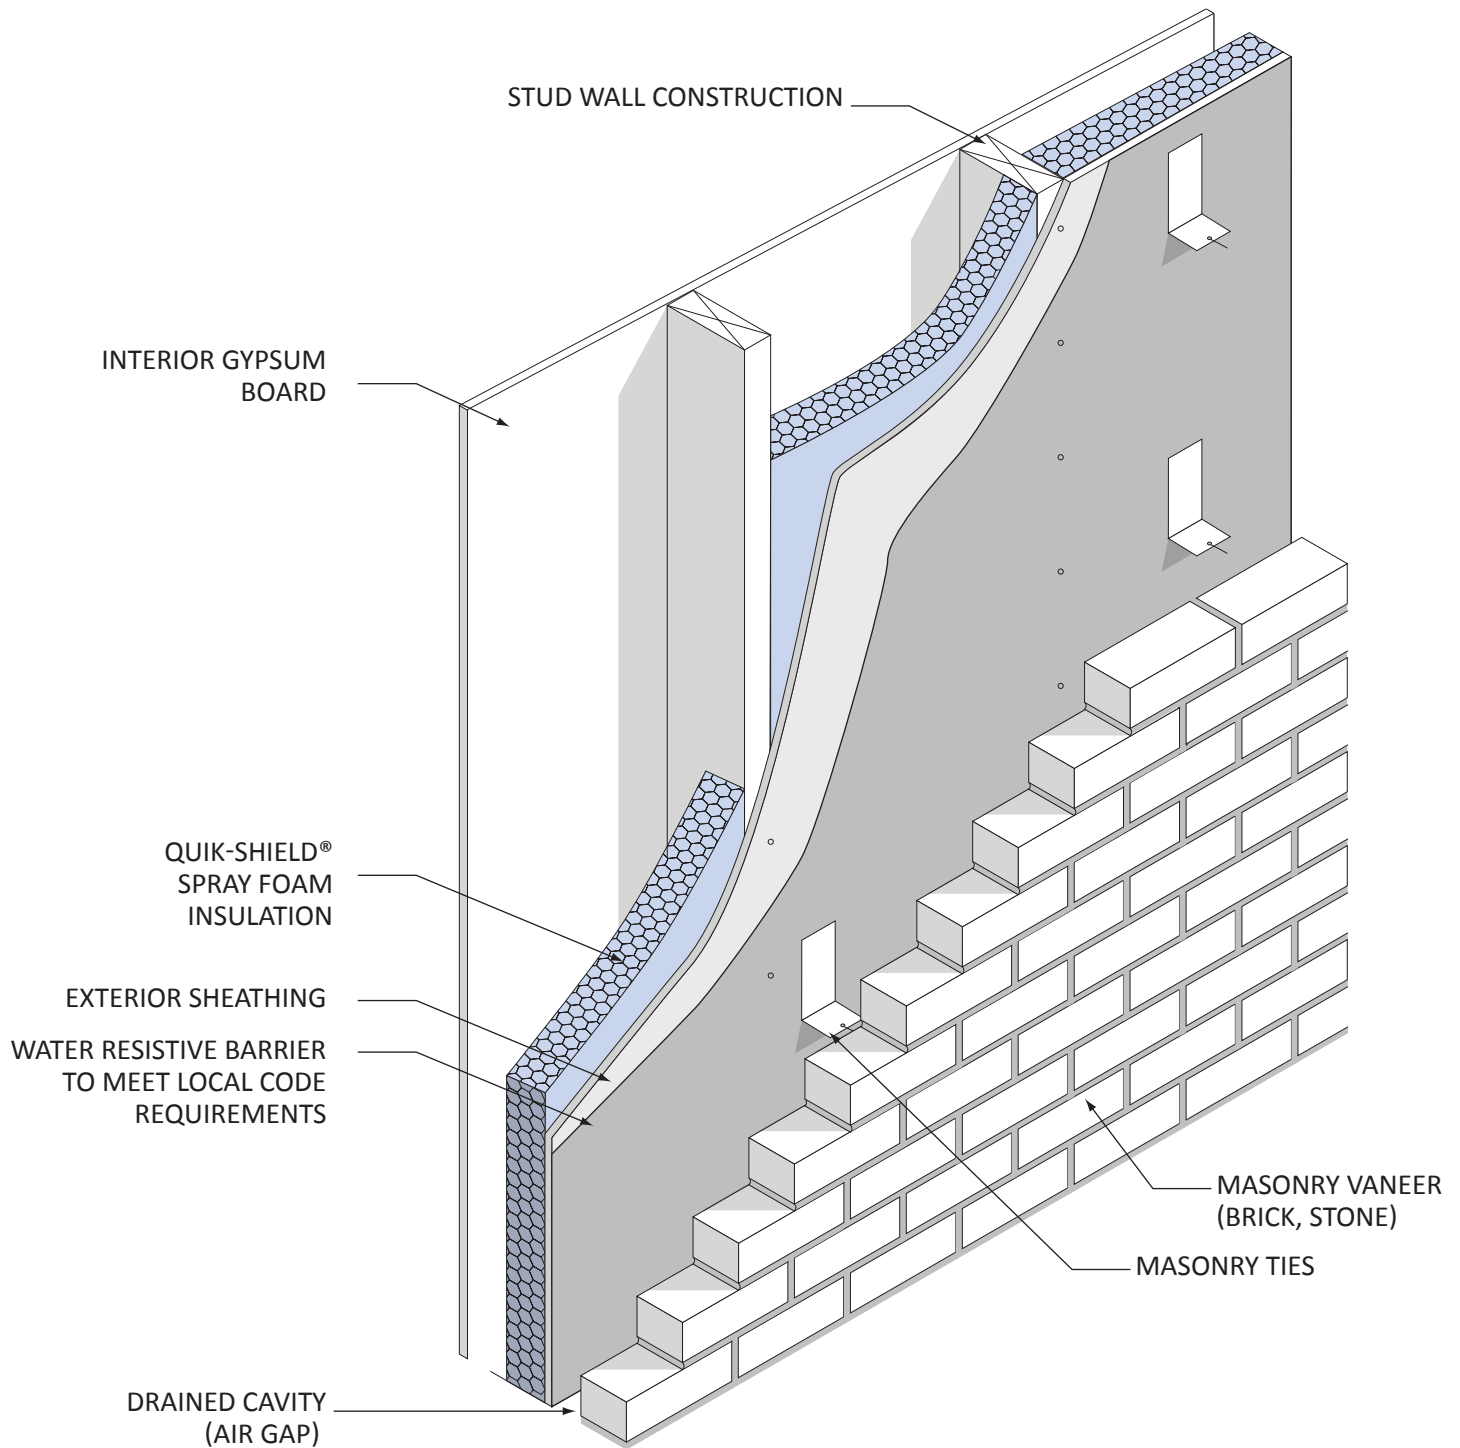 STUD WALL CONSTRUCTION
INTERIOR GYPSUM
BOARD
QUIK-SHIELD®
SPRAY FOAM
INSULATION
EXTERIOR SHEATHING
WATER RESISTIVE BARRIER
TO MEET LOCAL CODE
REQUIREMENTS
MASONRY VANEER
(BRICK, STONE)
MASONRY TIES
DRAINED CAVITY
(AIR GAP)